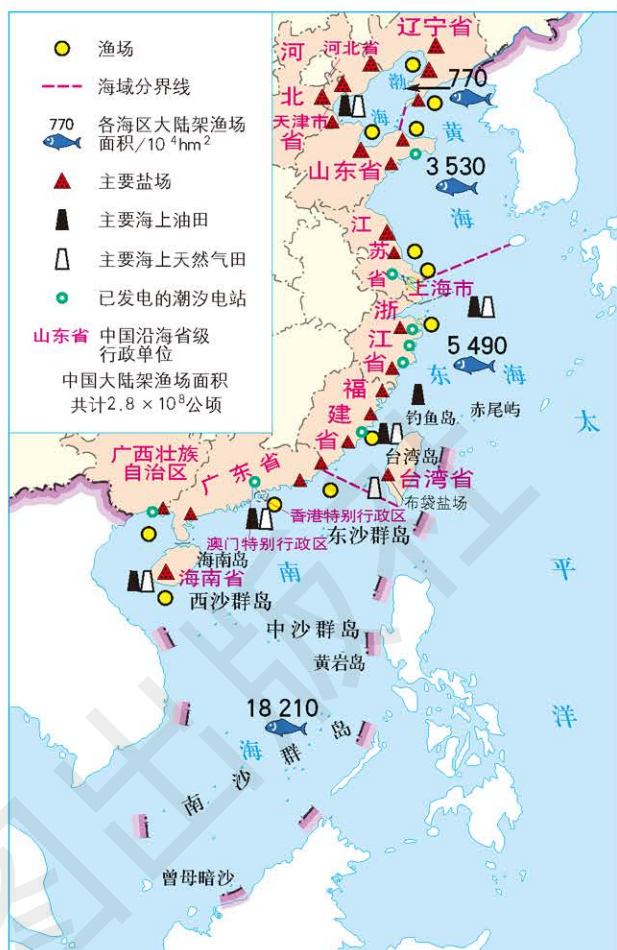 渔场
海域分界线
770
各海区大陆架渔场
面积/10⁴hm²
主要盐场
主要海上油田
主要海上天然气田
已发电的潮汐电站
山东省
中国沿海省级
行政单位
中国大陆架渔场面积
共计2.8×10⁸公顷
辽宁省
河北省
河
北
省
天津市
渤
海
770
黄
海
山东省
3 530
江
苏
省
上海市
浙
江
省
5 490
东海
钓鱼岛
赤尾屿
太
平
洋
福
建
省
台湾岛
台湾省
布袋盐场
广西壮族
自治区
广东省
香港特别行政区
澳门特别行政区
东沙群岛
海南岛
海南省
南
海
西沙群岛
中沙群岛
黄岩岛
18 210
南沙群岛
曾母暗沙
图出版社